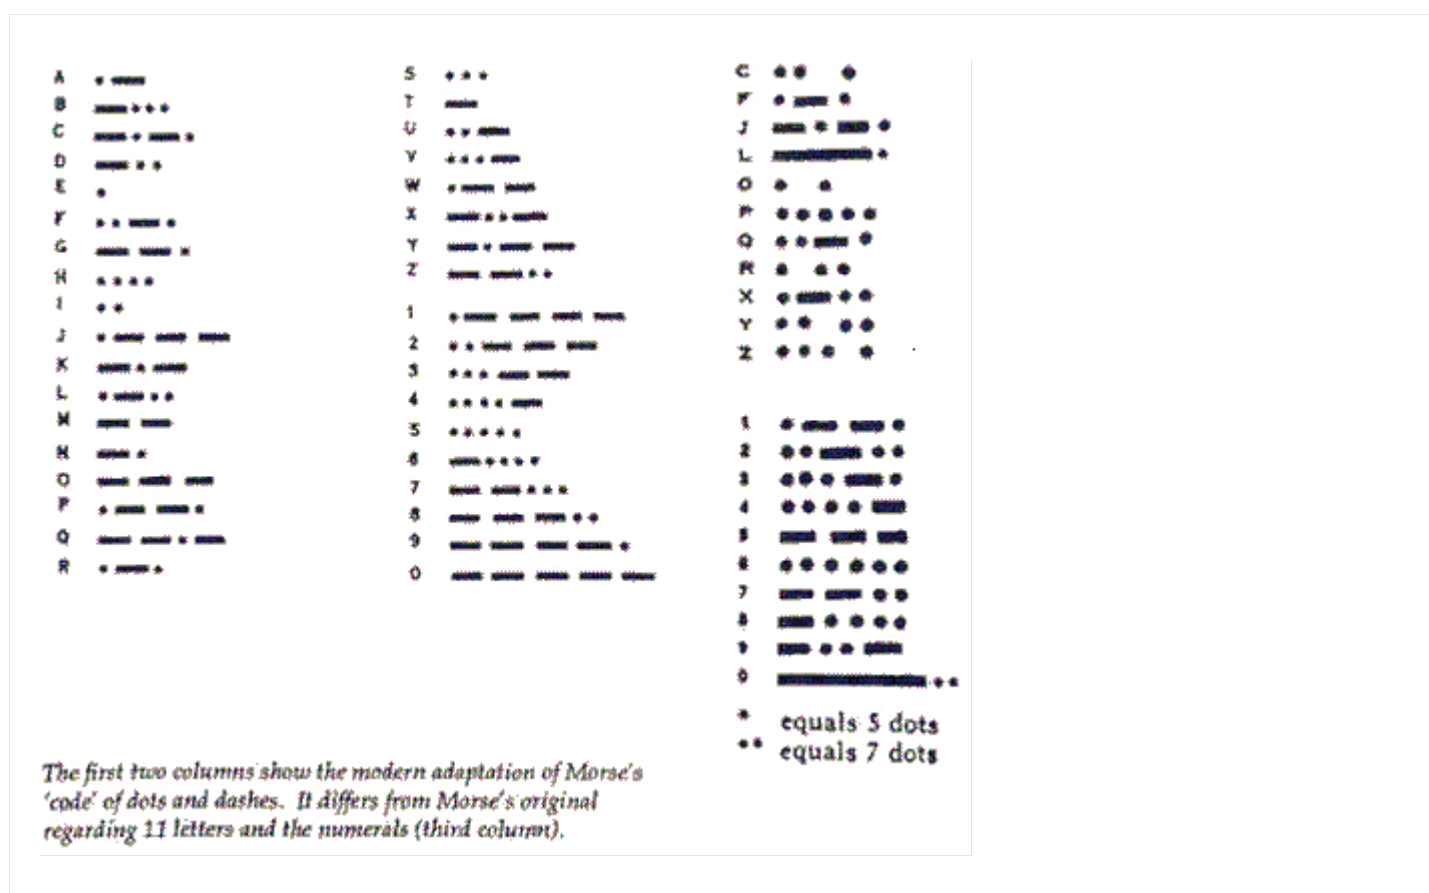 A
B
C
D
E
F
G
H
I
J
K
L
M
N
O
P
Q
R
S
T
U
V
W
X
Y
Z
1
2
3
4
5
6
7
8
9
0
C
F
J
L
O
P
Q
R
X
Y
Z
1
2
3
4
5
6
7
8
9
0
* equals 5 dots
** equals 7 dots
The first two columns show the modern adaptation of Morse's
'code' of dots and dashes. It differs from Morse's original
regarding 11 letters and the numerals (third column).